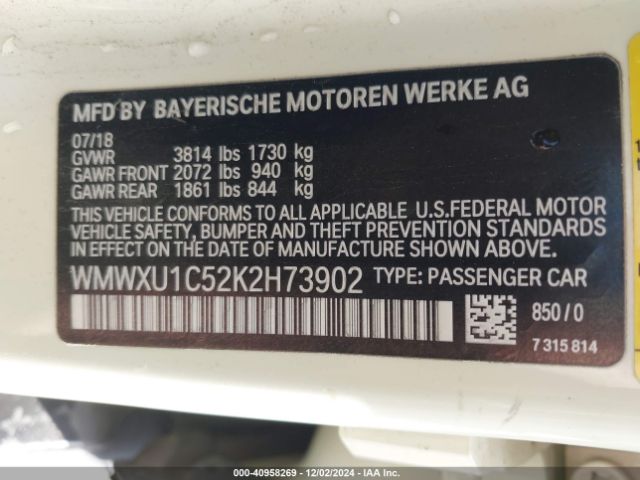 MFD BY BAYERISCHE MOTOREN WERKE AG
07/18
GVWR 3814 lbs 1730 kg
GAWR FRONT 2072 lbs 940 kg
GAWR REAR 1861 lbs 844 kg
THIS VEHICLE CONFORMS TO ALL APPLICABLE U.S.FEDERAL MOTOR
VEHICLE SAFETY, BUMPER AND THEFT PREVENTION STANDARDS
IN EFFECT ON THE DATE OF MANUFACTURE SHOWN ABOVE.
WMWXU1C52K2H73902 TYPE: PASSENGER CAR
850/0
7 315 814
000-40958269 - 12/02/2024 - IAA Inc.